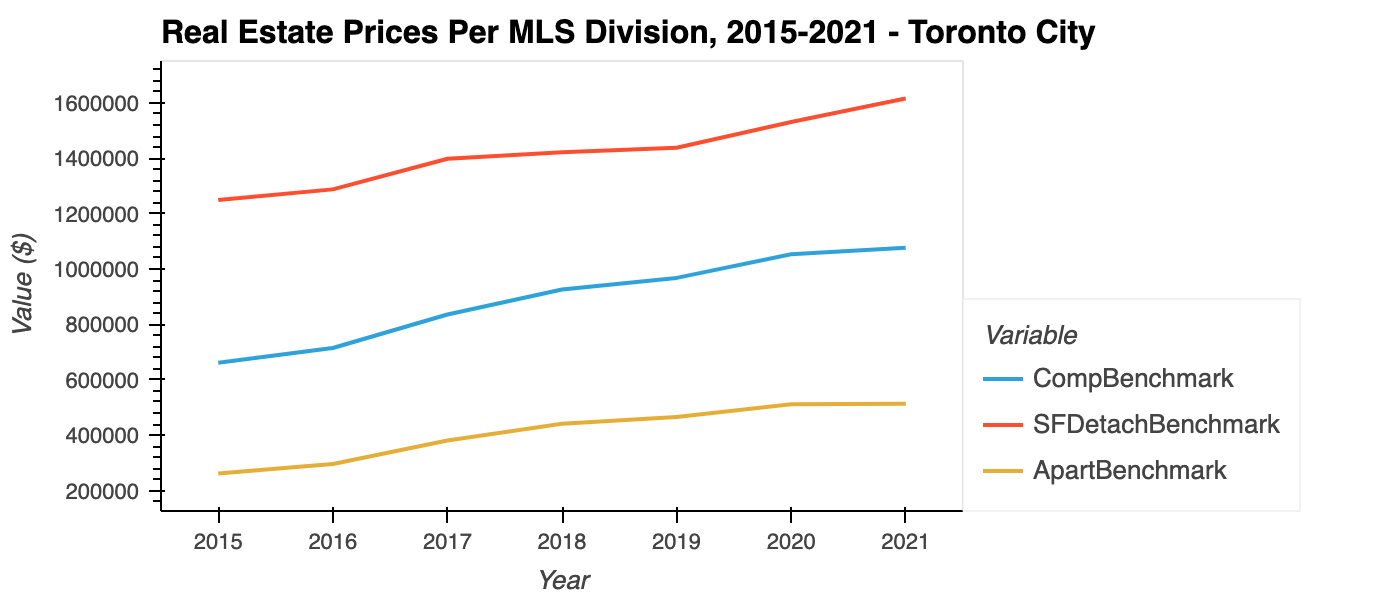 Real Estate Prices Per MLS Division, 2015-2021 - Toronto City
Value ($)
1600000
1400000
1200000
1000000
800000
600000
400000
200000
2015 2016 2017 2018 2019 2020 2021
Year
Variable
CompBenchmark
SFDetachBenchmark
ApartBenchmark